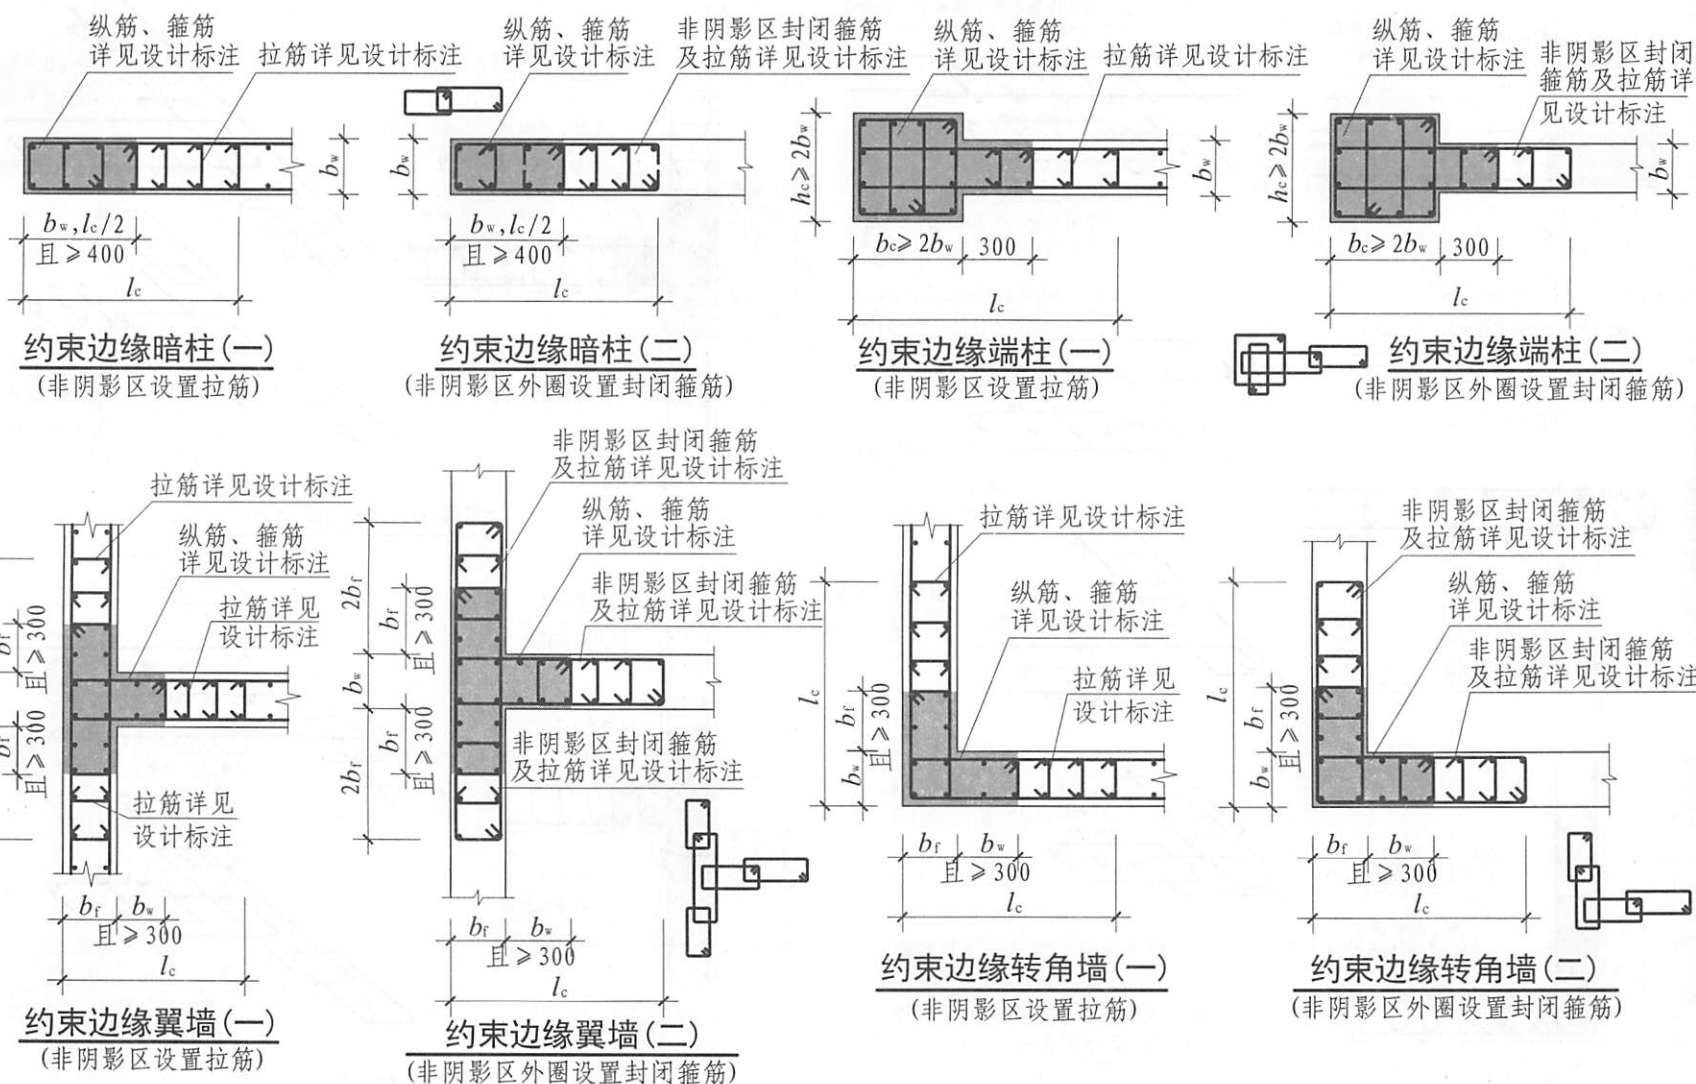 纵筋、箍筋
详见设计标注
拉筋详见设计标注
bw
bw,lc/2
且≥400
lc
约束边缘暗柱(一)
(非阴影区设置拉筋)
纵筋、箍筋
详见设计标注
非阴影区封闭箍筋
及拉筋详见设计标注
bw
bw,lc/2
且≥400
lc
约束边缘暗柱(二)
(非阴影区外圈设置封闭箍筋)
纵筋、箍筋
详见设计标注
拉筋详见设计标注
hc≥2bw
bw
bc≥2bw
300
lc
约束边缘端柱(一)
(非阴影区设置拉筋)
纵筋、箍筋
详见设计标注
非阴影区封闭
箍筋及拉筋详
见设计标注
hc≥2bw
bw
bc≥2bw
300
lc
约束边缘端柱(二)
(非阴影区外圈设置封闭箍筋)
拉筋详见设计标注
纵筋、箍筋
详见设计标注
拉筋详见
设计标注
bf
且≥300
bf
且≥300
拉筋详见
设计标注
bf
bw
且≥300
lc
约束边缘翼墙(一)
(非阴影区设置拉筋)
非阴影区封闭箍筋
及拉筋详见设计标注
纵筋、箍筋
详见设计标注
非阴影区封闭箍筋
及拉筋详见设计标注
2bf
bf
且≥300
bw
2bf
bf
且≥300
非阴影区封闭箍筋
及拉筋详见设计标注
bf
bw
且≥300
lc
约束边缘翼墙(二)
(非阴影区外圈设置封闭箍筋)
拉筋详见设计标注
纵筋、箍筋
详见设计标注
拉筋详见
设计标注
lc
bf
且≥300
bw
bf
bw
且≥300
lc
约束边缘转角墙(一)
(非阴影区设置拉筋)
非阴影区封闭箍筋
及拉筋详见设计标注
纵筋、箍筋
详见设计标注
非阴影区封闭箍筋
及拉筋详见设计标注
lc
bf
且≥300
bw
bf
bw
且≥300
lc
约束边缘转角墙(二)
(非阴影区外圈设置封闭箍筋)